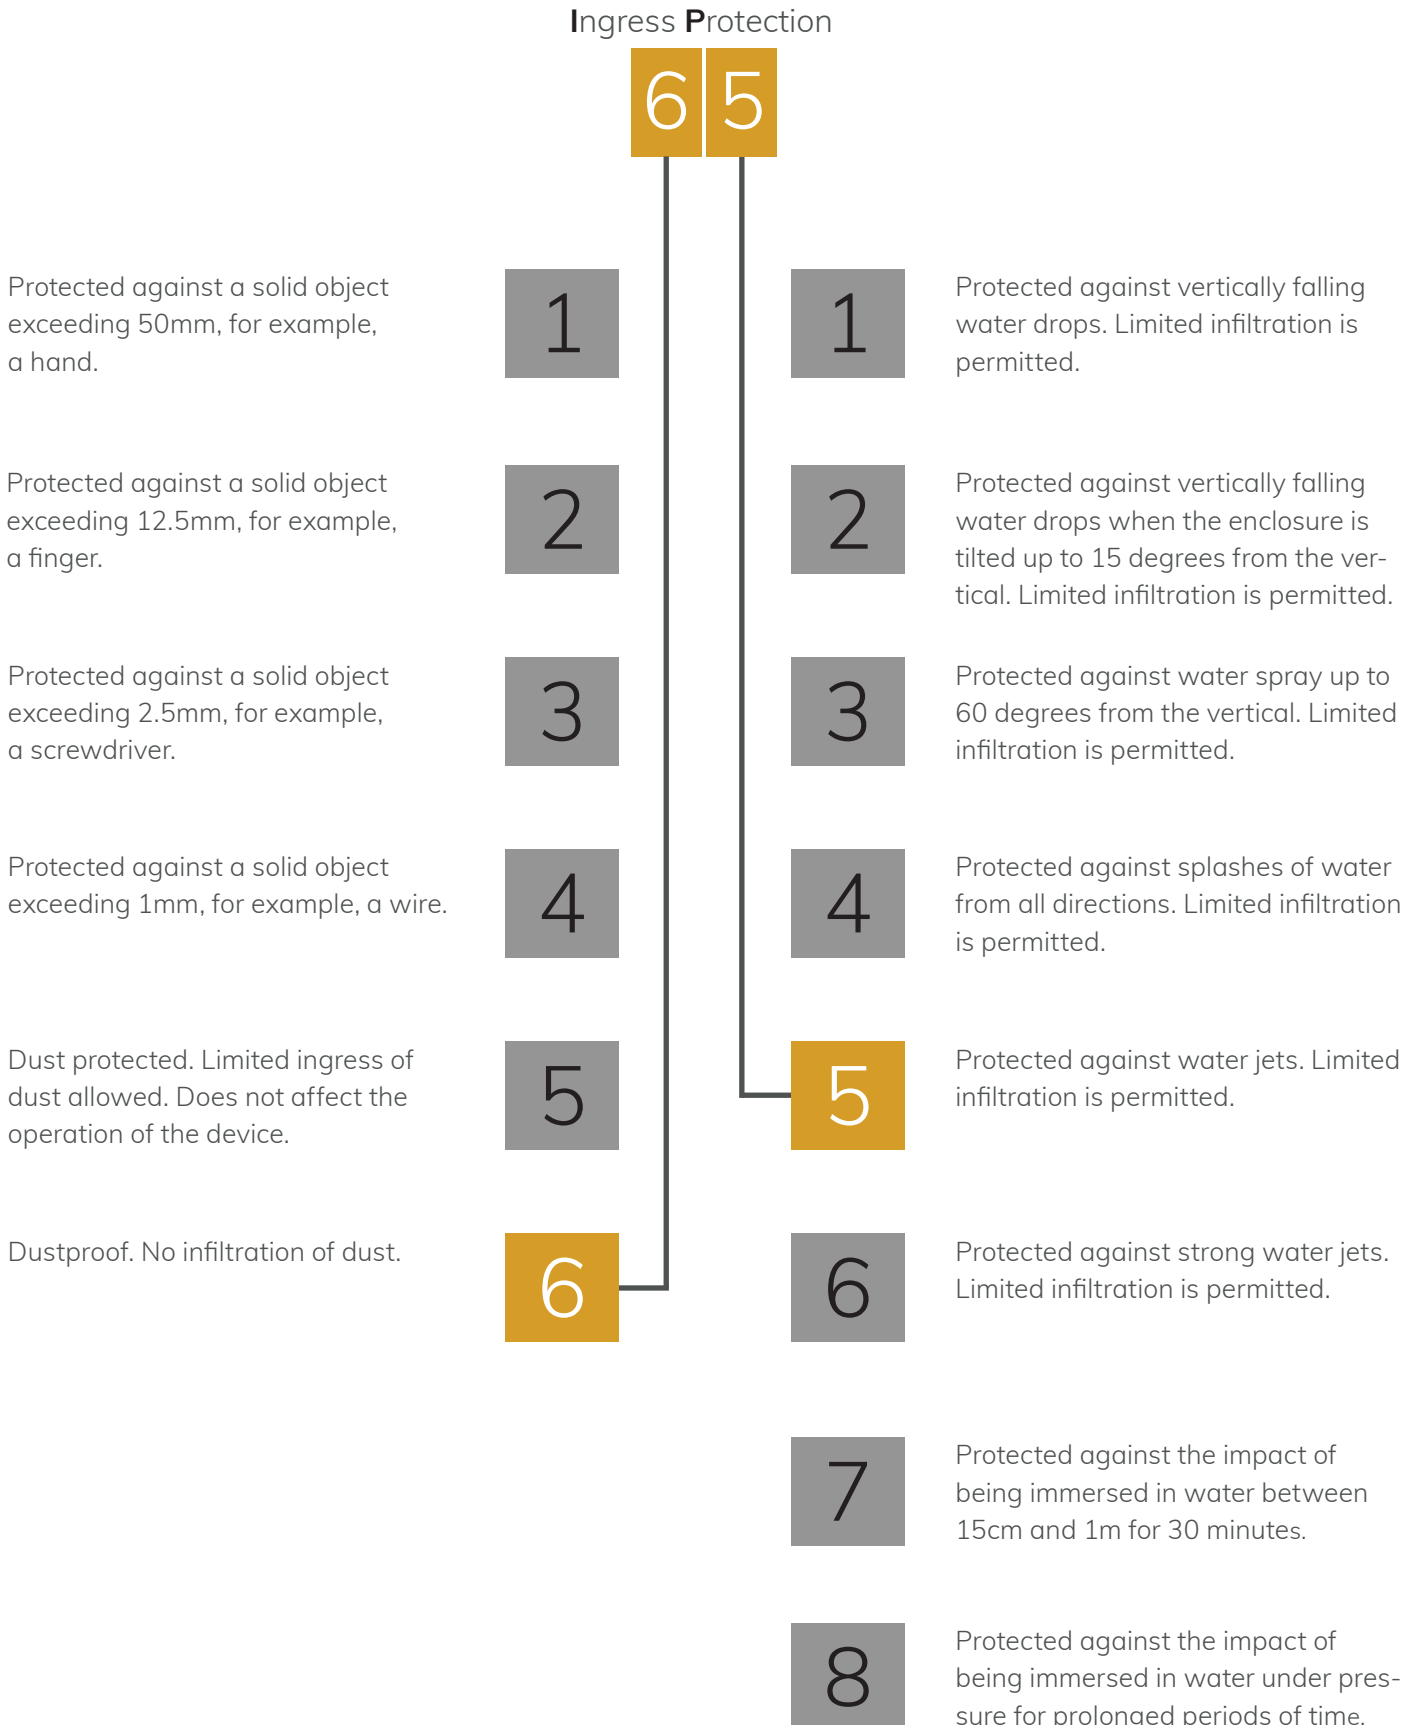 Ingress Protection
6 5
Protected against a solid object
exceeding 50mm, for example,
a hand.
1
1
Protected against vertically falling
water drops. Limited infiltration is
permitted.
Protected against a solid object
exceeding 12.5mm, for example,
a finger.
2
2
Protected against vertically falling
water drops when the enclosure is
tilted up to 15 degrees from the ver-
tical. Limited infiltration is permitted.
Protected against a solid object
exceeding 2.5mm, for example,
a screwdriver.
3
3
Protected against water spray up to
60 degrees from the vertical. Limited
infiltration is permitted.
Protected against a solid object
exceeding 1mm, for example, a wire.
4
4
Protected against splashes of water
from all directions. Limited infiltration
is permitted.
Dust protected. Limited ingress of
dust allowed. Does not affect the
operation of the device.
5
5
Protected against water jets. Limited
infiltration is permitted.
Dustproof. No infiltration of dust.
6
6
Protected against strong water jets.
Limited infiltration is permitted.
7
Protected against the impact of
being immersed in water between
15cm and 1m for 30 minutes.
8
Protected against the impact of
being immersed in water under pres-
sure for prolonged periods of time.